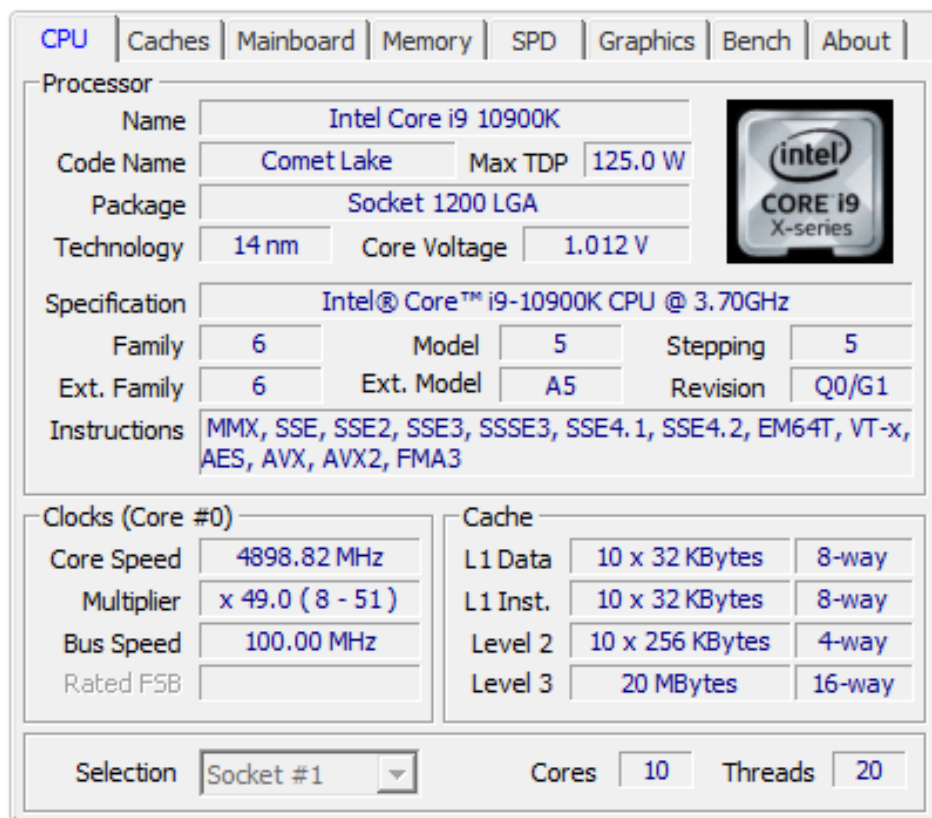 CPU Caches Mainboard Memory SPD Graphics Bench About
Processor
Name Intel Core i9 10900K
Code Name Comet Lake Max TDP 125.0 W
Package Socket 1200 LGA
Technology 14 nm Core Voltage 1.012 V
intel
CORE i9
X-series
Specification Intel® Core™ i9-10900K CPU @ 3.70GHz
Family 6 Model 5 Stepping 5
Ext. Family 6 Ext. Model A5 Revision Q0/G1
Instructions MMX, SSE, SSE2, SSE3, SSSE3, SSE4.1, SSE4.2, EM64T, VT-x,
AES, AVX, AVX2, FMA3
Clocks (Core #0)
Core Speed 4898.82 MHz
Multiplier x 49.0 ( 8 - 51 )
Bus Speed 100.00 MHz
Rated FSB
Cache
L1 Data 10 x 32 KBytes 8-way
L1 Inst. 10 x 32 KBytes 8-way
Level 2 10 x 256 KBytes 4-way
Level 3 20 MBytes 16-way
Selection Socket #1 Cores 10 Threads 20